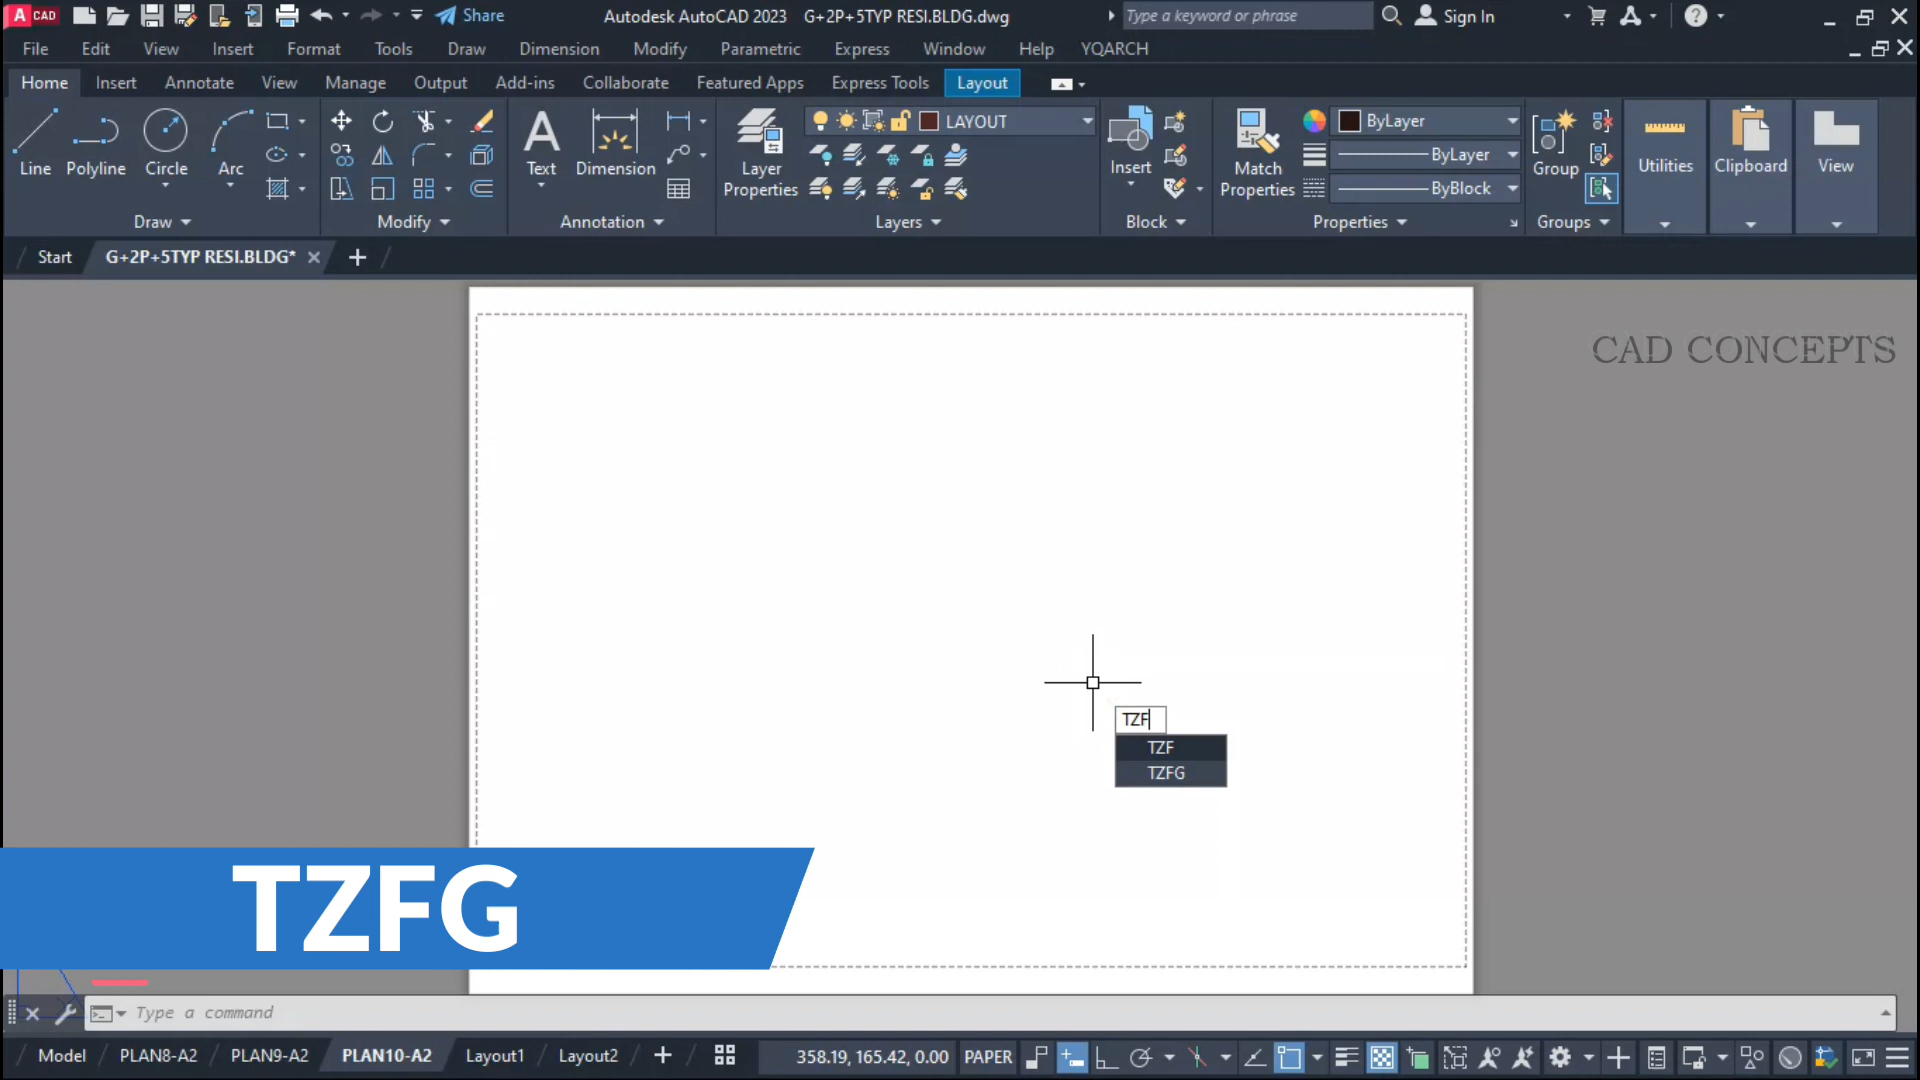 A CAD
Share
Autodesk AutoCAD 2023 G+2P+5TYP RESI.BLDG.dwg
Type a keyword or phrase
Sign In
File Edit View Insert Format Tools Draw Dimension Modify Parametric Express Window Help YQARCH
Home Insert Annotate View Manage Output Add-ins Collaborate Featured Apps Express Tools Layout
Line Polyline Circle Arc
Text Dimension
Layer Properties
LAYOUT
Insert
Match Properties
ByLayer
ByLayer
ByBlock
Group
Utilities
Clipboard
View
Draw Modify Annotation Layers Block Properties Groups
Start G+2P+5TYP RESI.BLDG*
CAD CONCEPTS
TZF
TZF
TZFG
TZFG
Type a command
Model PLAN8-A2 PLAN9-A2 PLAN10-A2 Layout1 Layout2
358.19, 165.42, 0.00 PAPER